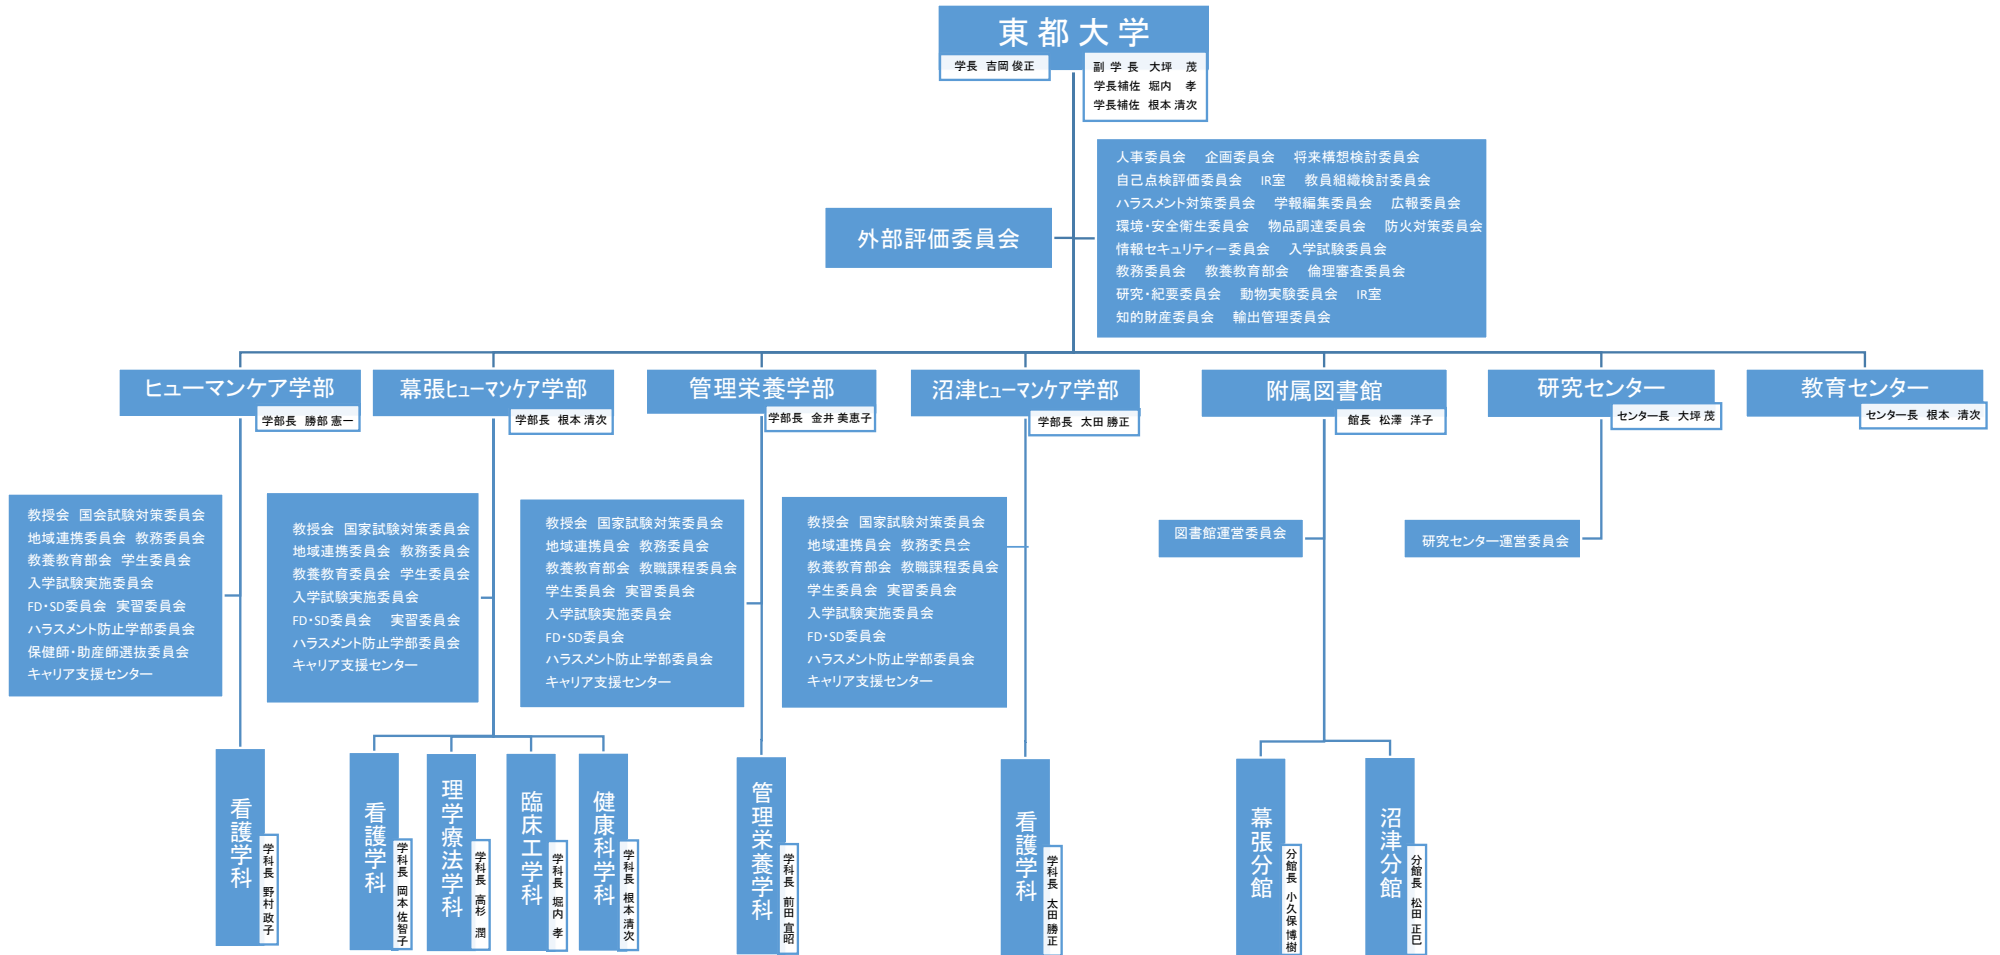 東都大学
学長 吉岡 俊正
副学長 大坪 茂
学長補佐 堀内 孝
学長補佐 根本 清次
人事委員会 企画委員会 将来構想検討委員会
自己点検評価委員会 IR室 教員組織検討委員会
ハラスメント対策委員会 学報編集委員会 広報委員会
環境・安全衛生委員会 物品調達委員会 防火対策委員会
情報セキュリティー委員会 入学試験委員会
教務委員会 教養教育部会 倫理審査委員会
研究・紀要委員会 動物実験委員会 IR室
知的財産委員会 輸出管理委員会
外部評価委員会
ヒューマンケア学部
学部長 勝部 憲一
幕張ヒューマンケア学部
学部長 根本 清次
管理栄養学部
学部長 金井 美恵子
沼津ヒューマンケア学部
学部長 太田 勝正
附属図書館
館長 松澤 洋子
研究センター
センター長 大坪 茂
教育センター
センター長 根本 清次
教授会 国会試験対策委員会
地域連携委員会 教務委員会
教養教育部会 学生委員会
入学試験実施委員会
FD・SD委員会 実習委員会
ハラスメント防止学部委員会
保健師・助産師選抜委員会
キャリア支援センター
教授会 国家試験対策委員会
地域連携委員会 教務委員会
教養教育委員会 学生委員会
入学試験実施委員会
FD・SD委員会 実習委員会
ハラスメント防止学部委員会
キャリア支援センター
教授会 国家試験対策委員会
地域連携員会 教務委員会
教養教育部会 教職課程委員会
学生委員会 実習委員会
入学試験実施委員会
FD・SD委員会
ハラスメント防止学部委員会
キャリア支援センター
教授会 国家試験対策委員会
地域連携員会 教務委員会
教養教育部会 教職課程委員会
学生委員会 実習委員会
入学試験実施委員会
FD・SD委員会
ハラスメント防止学部委員会
キャリア支援センター
図書館運営委員会
研究センター運営委員会
看護学科
学科長 野村 政子
看護学科
学科長 岡本 佐智子
理学療法学科
学科長 高杉 潤
臨床工学科
学科長 堀内 孝
健康科学科
学科長 根本 清次
管理栄養学科
学科長 前田 宜昭
看護学科
学科長 太田 勝正
幕張分館
分館長 小久保 博樹
沼津分館
分館長 松田 正巳